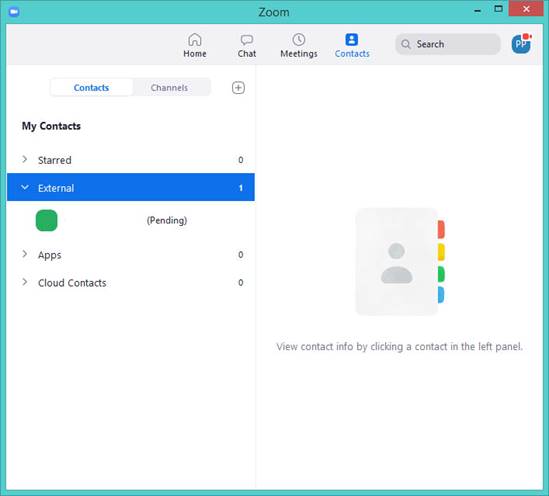 Zoom
Home
Chat
Meetings
Contacts
Search
PP
Contacts
Channels
My Contacts
Starred 0
External 1
(Pending)
Apps 0
Cloud Contacts 0
View contact info by clicking a contact in the left panel.